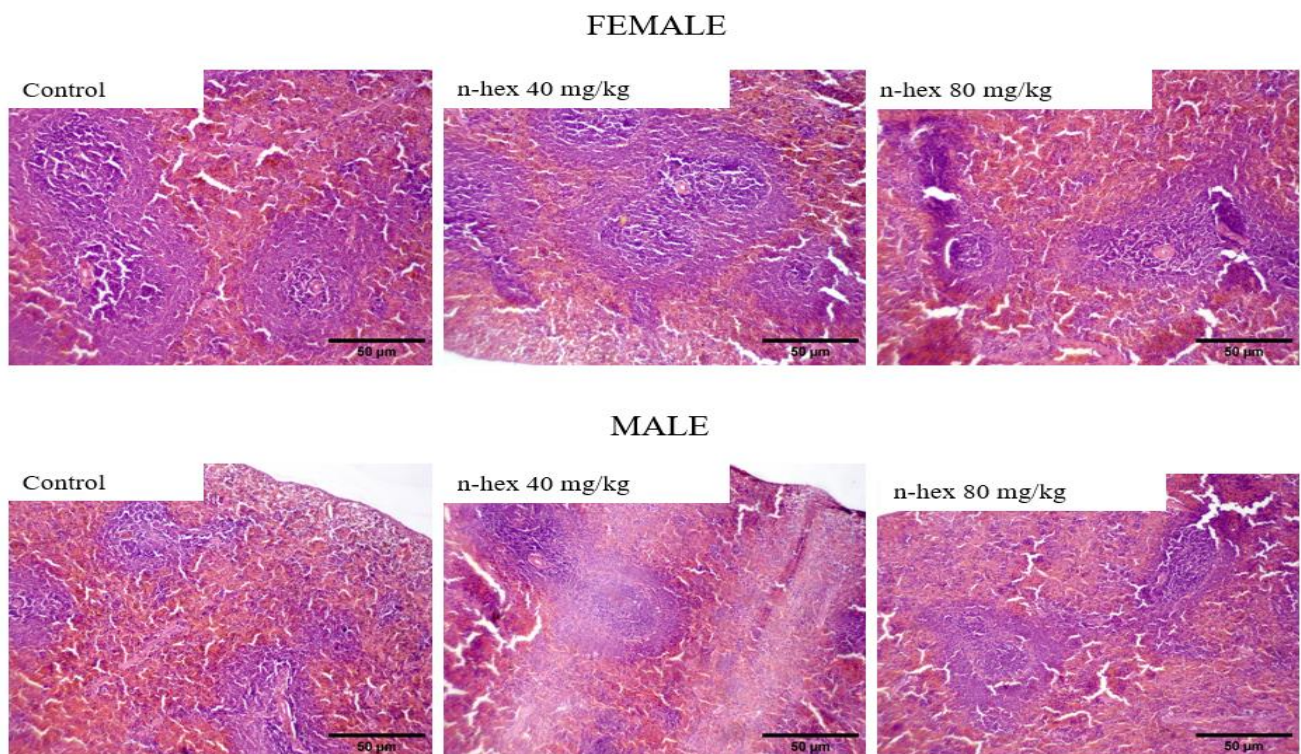 FEMALE
Control
n-hex 40 mg/kg
n-hex 80 mg/kg
50 µm
50 µm
50 µm
MALE
Control
n-hex 40 mg/kg
n-hex 80 mg/kg
50 µm
50 µm
50 µm